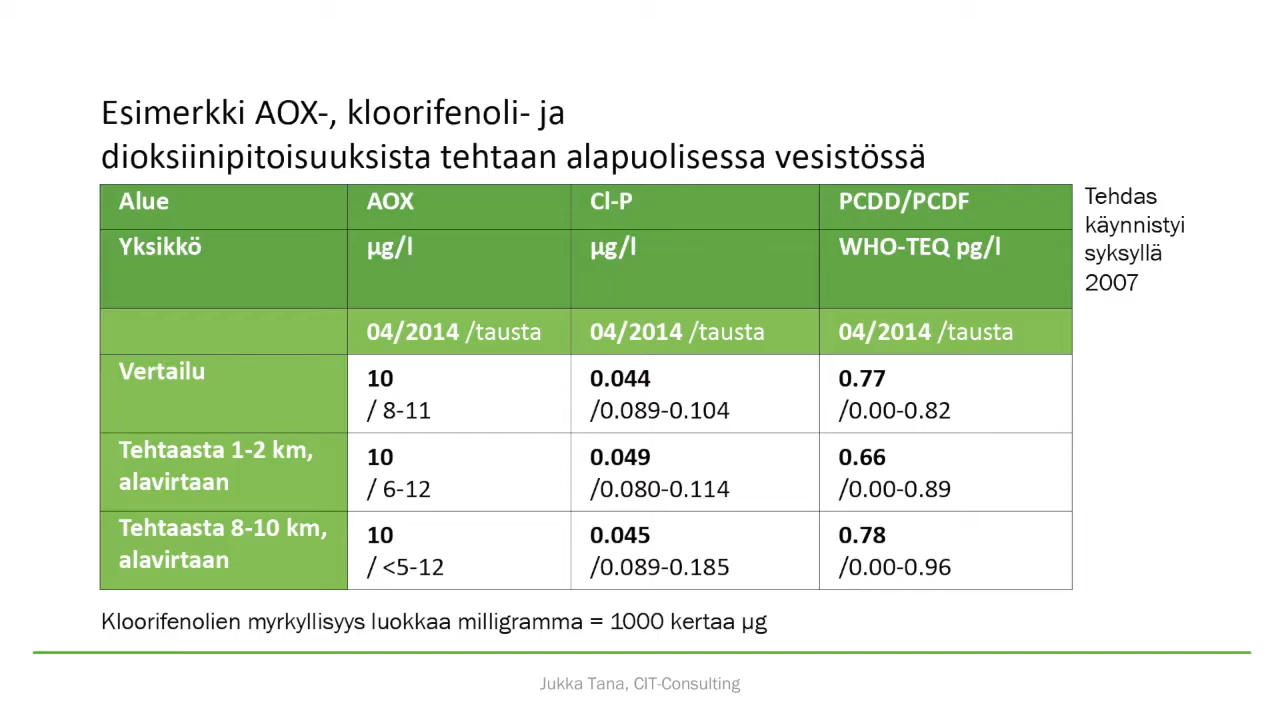 Esimerkki AOX-, kloorifenoli- ja
dioksiinipitoisuuksista tehtaan alapuolisessa vesistössä
Alue AOX Cl-P PCDD/PCDF
Yksikkö µg/l µg/l WHO-TEQ pg/l
04/2014 /tausta 04/2014 /tausta 04/2014 /tausta
Vertailu 10 0.044 0.77
/ 8-11 /0.089-0.104 /0.00-0.82
Tehtaasta 1-2 km, 10 0.049 0.66
alavirtaan / 6-12 /0.080-0.114 /0.00-0.89
Tehtaasta 8-10 km, 10 0.045 0.78
alavirtaan / <5-12 /0.089-0.185 /0.00-0.96
Tehdas
käynnistyi
syksyllä
2007
Kloorifenolien myrkyllisyys luokkaa milligramma = 1000 kertaa µg
Jukka Tana, CIT-Consulting